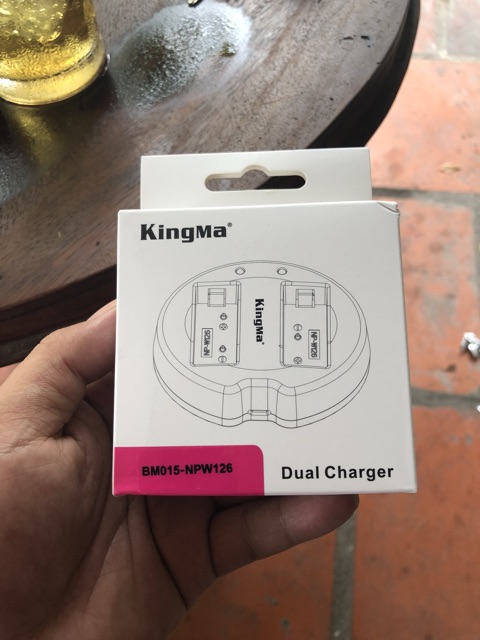 KingMa®
NP-W126
KingMa®
NP-W126
BM015-NPW126
Dual Charger